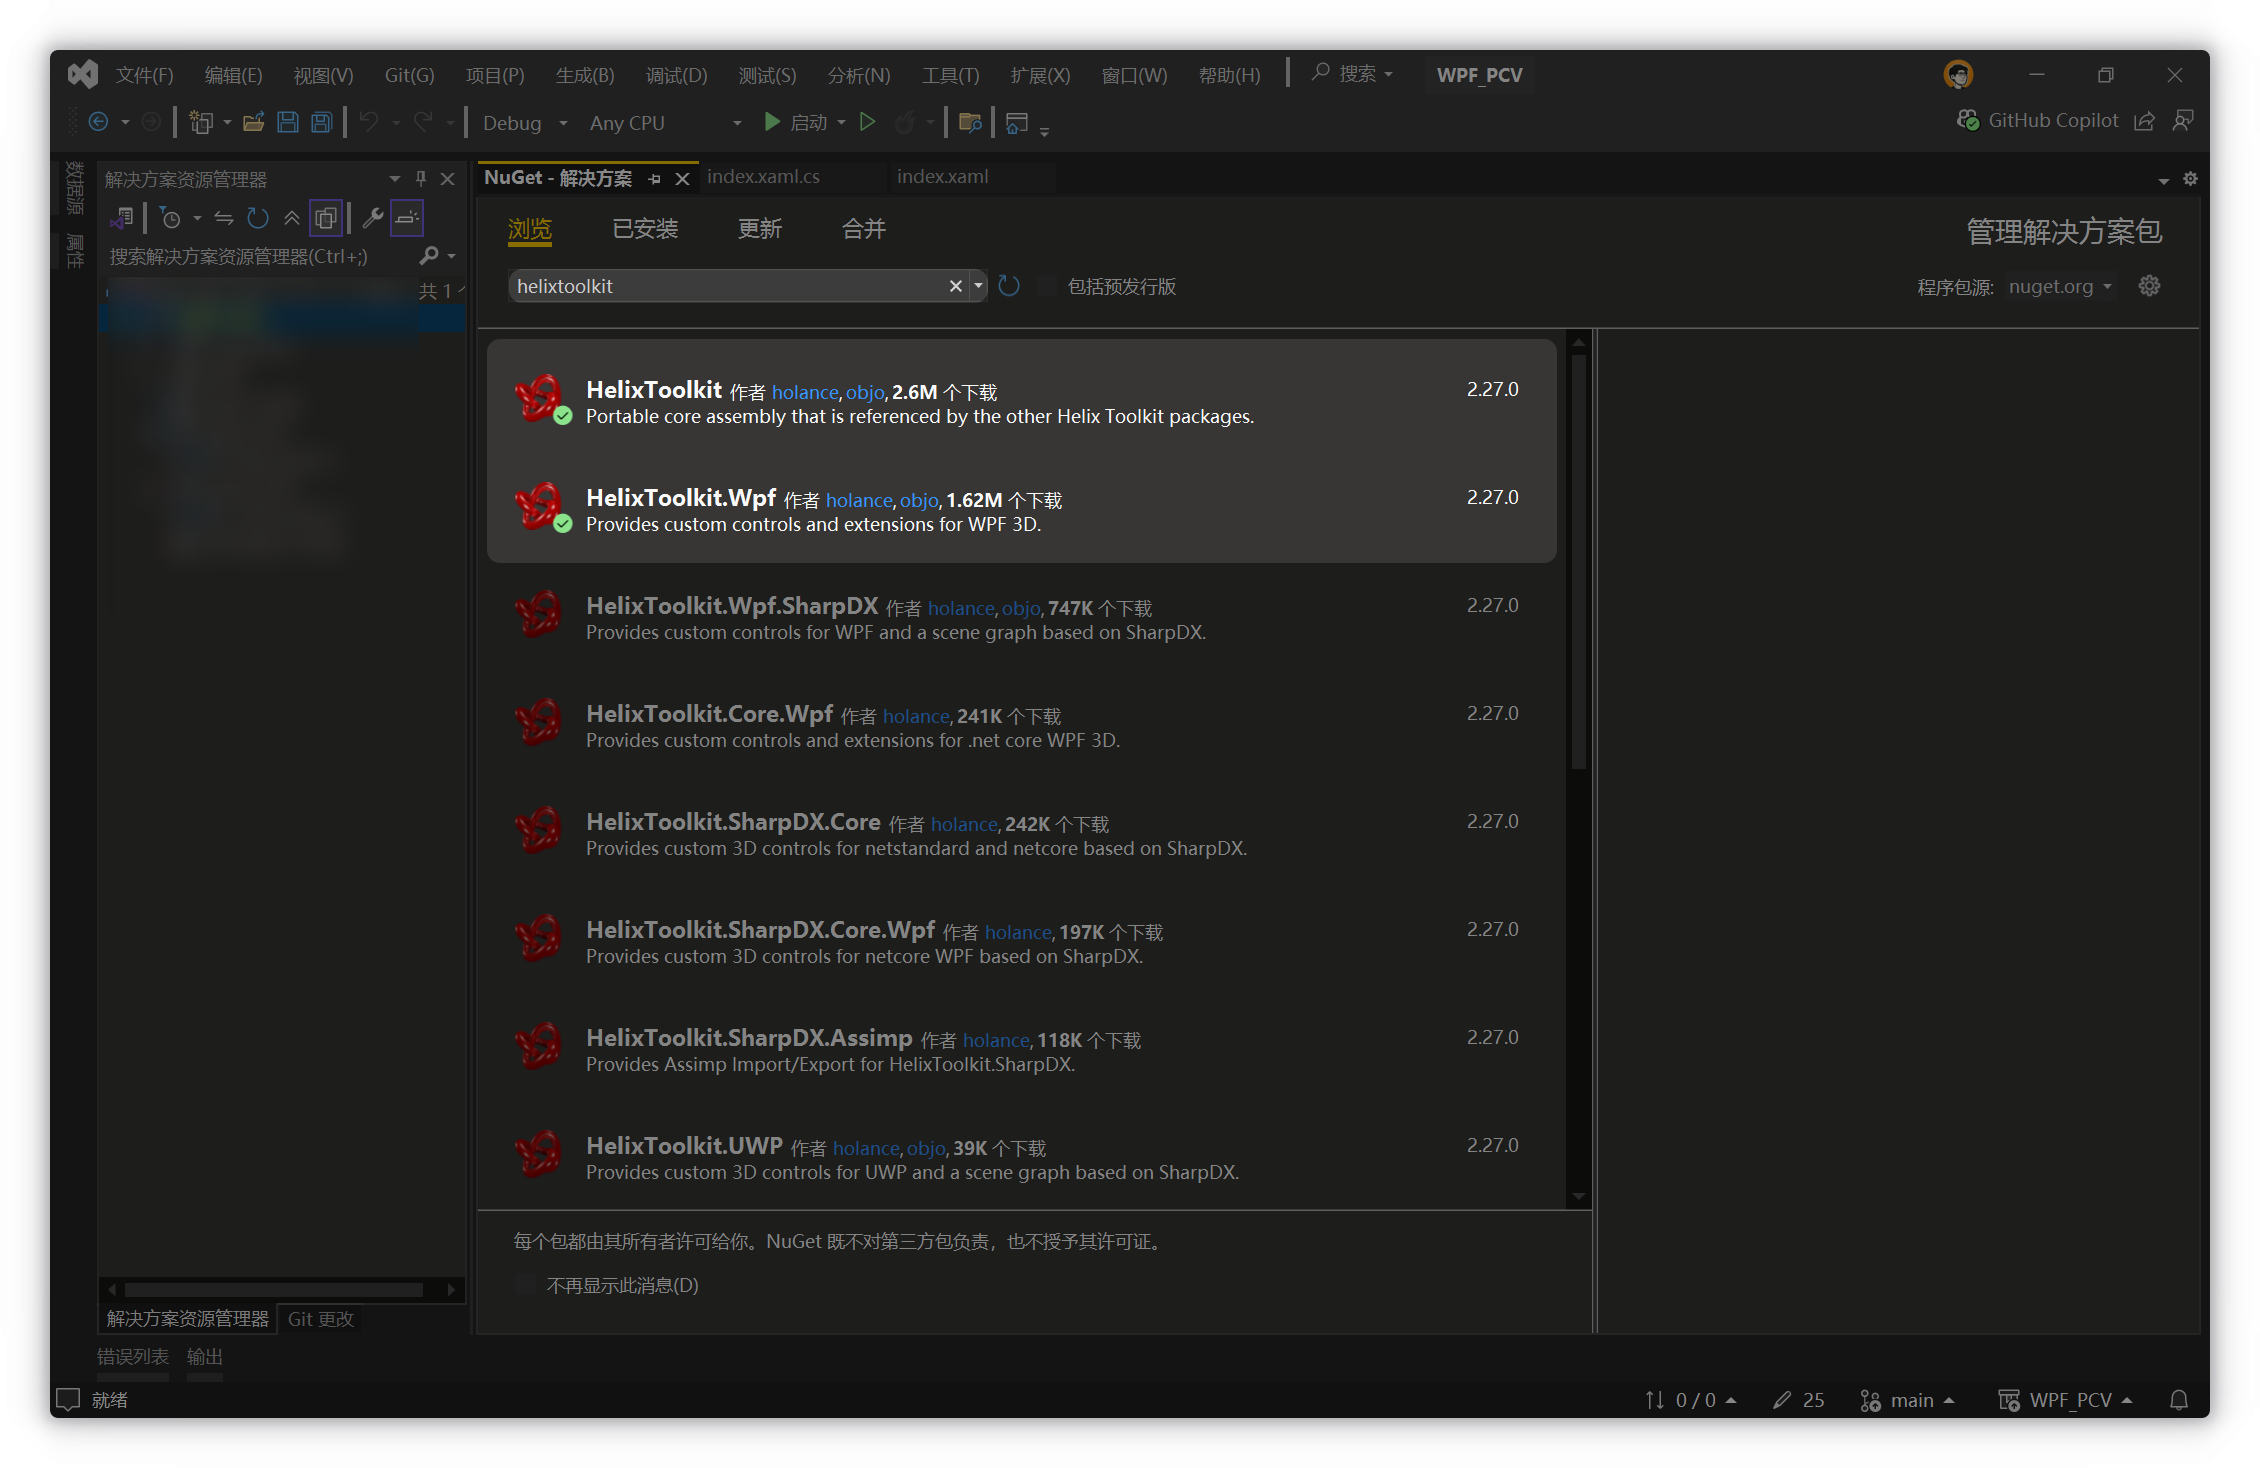 文件(F) 编辑(E) 视图(V) Git(G) 项目(P) 生成(B) 调试(D) 测试(S) 分析(N) 工具(T) 扩展(X) 窗口(W) 帮助(H) 搜索 WPF_PCV
Debug Any CPU 启动 GitHub Copilot
数据源
属性
解决方案资源管理器
搜索解决方案资源管理器(Ctrl+;)
共 1
NuGet - 解决方案 index.xaml.cs index.xaml
浏览 已安装 更新 合并 管理解决方案包
helixtoolkit 包括预发行版 程序包源: nuget.org
HelixToolkit 作者 holance, objo, 2.6M 个下载 2.27.0
Portable core assembly that is referenced by the other Helix Toolkit packages.
HelixToolkit.Wpf 作者 holance, objo, 1.62M 个下载 2.27.0
Provides custom controls and extensions for WPF 3D.
HelixToolkit.Wpf.SharpDX 作者 holance, objo, 747K 个下载 2.27.0
Provides custom controls for WPF and a scene graph based on SharpDX.
HelixToolkit.Core.Wpf 作者 holance, 241K 个下载 2.27.0
Provides custom controls and extensions for .net core WPF 3D.
HelixToolkit.SharpDX.Core 作者 holance, 242K 个下载 2.27.0
Provides custom 3D controls for netstandard and netcore based on SharpDX.
HelixToolkit.SharpDX.Core.Wpf 作者 holance, 197K 个下载 2.27.0
Provides custom 3D controls for netcore WPF based on SharpDX.
HelixToolkit.SharpDX.Assimp 作者 holance, 118K 个下载 2.27.0
Provides Assimp Import/Export for HelixToolkit.SharpDX.
HelixToolkit.UWP 作者 holance, objo, 39K 个下载 2.27.0
Provides custom 3D controls for UWP and a scene graph based on SharpDX.
每个包都由其所有者许可给你。NuGet 既不对第三方包负责，也不授予其许可证。
不再显示此消息(D)
解决方案资源管理器 Git 更改
错误列表 输出
就绪 0 / 0 25 main WPF_PCV